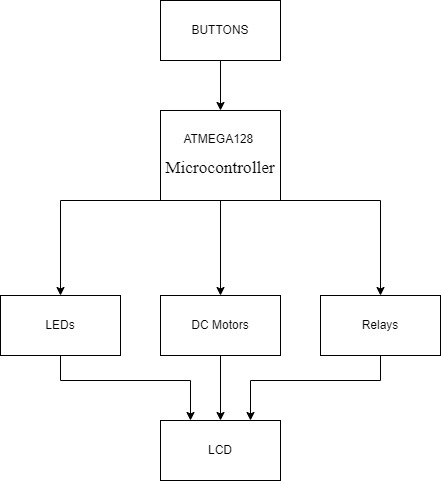 BUTTONS
ATMEGA128
Microcontroller
LEDs
DC Motors
Relays
LCD